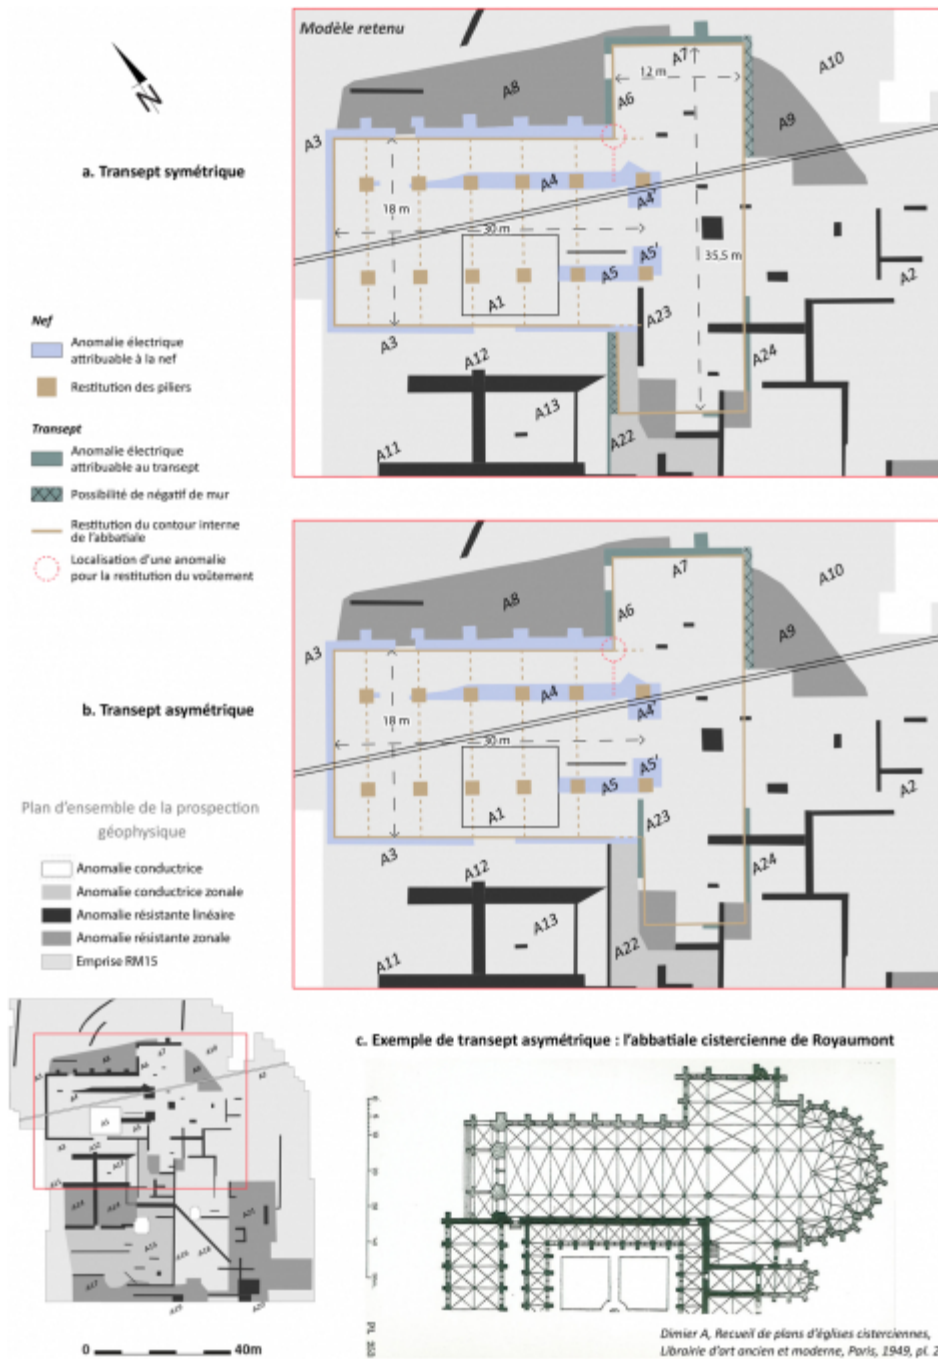 Modèle retenu
N
A10
A7
12 m
A8
A6
A9
A3
a. Transept symétrique
A4
A4'
18 m
30 m
35,5 m
A5'
A5
A2
A1
A23
A3
A12
A24
A13
A22
A11
Nef
Anomalie électrique
attribuable à la nef
Restitution des piliers
Transept
Anomalie électrique
attribuable au transept
Possibilité de négatif de mur
Restitution du contour interne
de l'abbatiale
Localisation d'une anomalie
pour la restitution du voûtement
A10
A7
A8
A6
A9
A3
A4
A4'
b. Transept asymétrique
18 m
30 m
A5'
A5
A2
A1
A23
A3
A12
A24
A13
A22
A11
Plan d'ensemble de la prospection
géophysique
Anomalie conductrice
Anomalie conductrice zonale
Anomalie résistante linéaire
Anomalie résistante zonale
Emprise RM15
c. Exemple de transept asymétrique : l'abbatiale cistercienne de Royaumont
0 40m
Dimier A, Recueil de plans d'églises cisterciennes,
Librairie d'art ancien et moderne, Paris, 1949, pl. 2